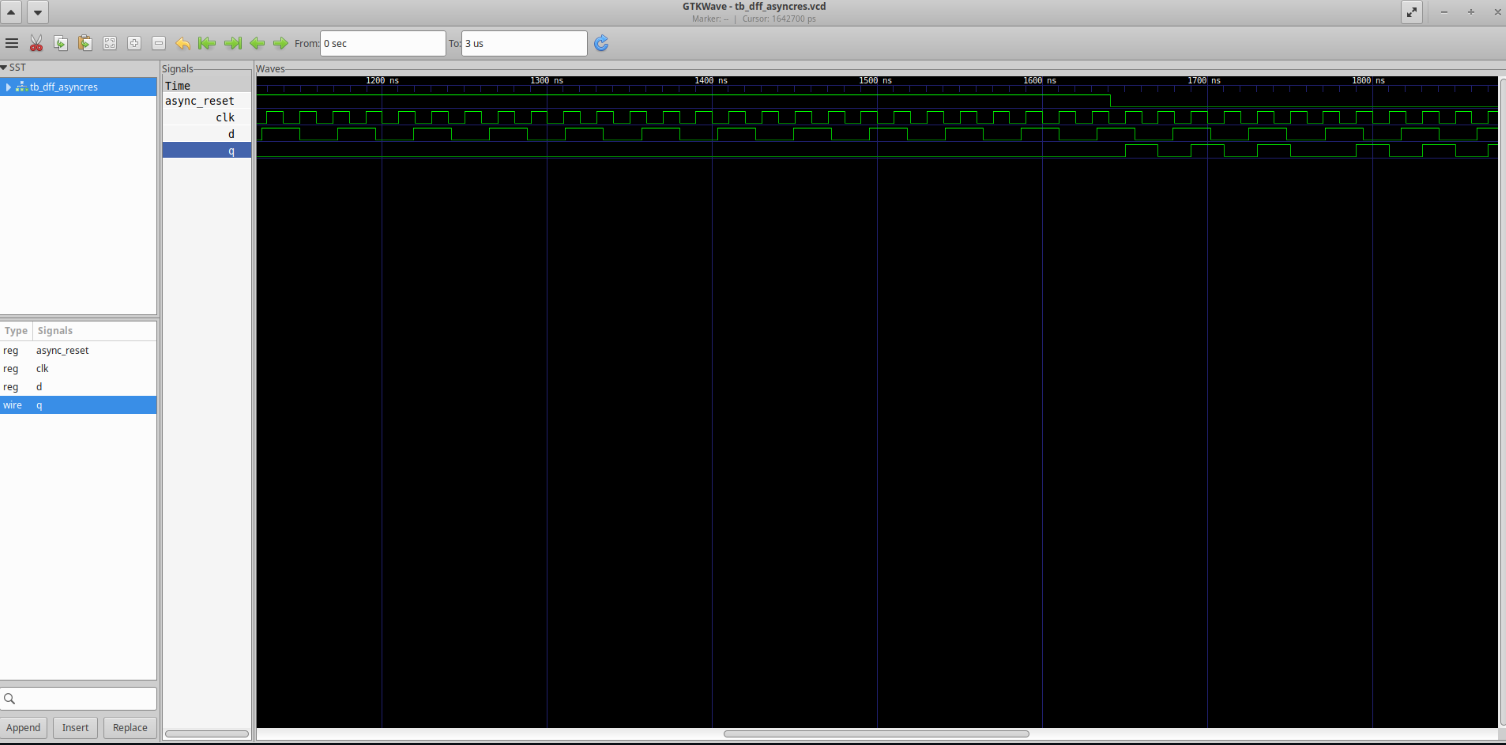 GTKWave - tb_dff_asyncres.vcd
Marker: -- | Cursor: 1642700 ps
From: 0 sec To: 3 us
SST
tb_dff_asyncres
Type Signals
reg async_reset
reg clk
reg d
wire q
Append Insert Replace
Signals
Time
async_reset
clk
d
q
Waves
1200 ns 1300 ns 1400 ns 1500 ns 1600 ns 1700 ns 1800 ns